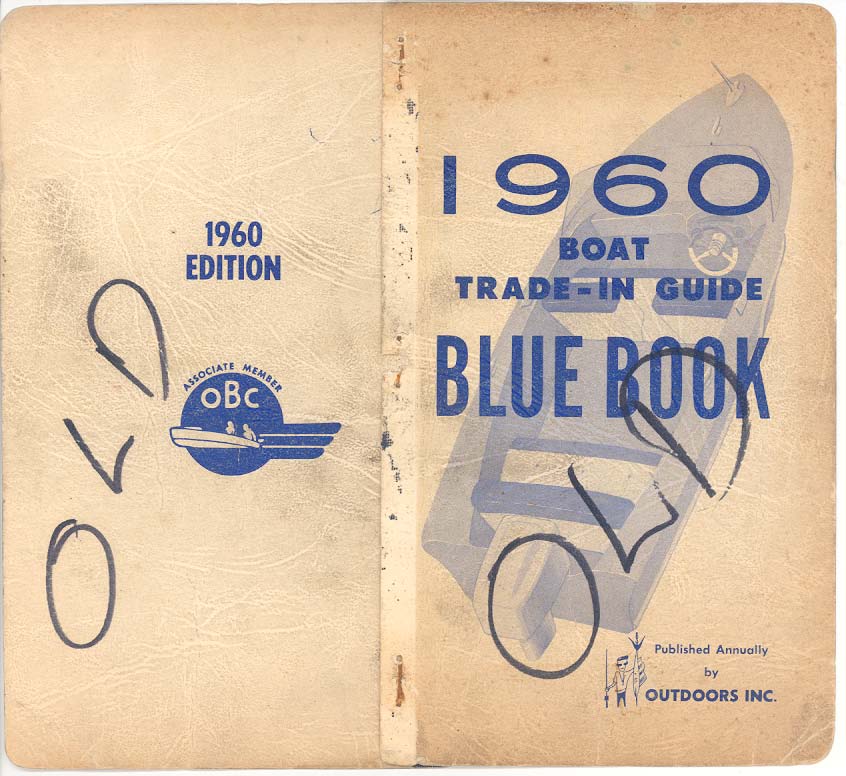 1960
EDITION
OLD
ASSOCIATE MEMBER
OBC
1960
BOAT
TRADE-IN GUIDE
BLUE BOOK
OLD
Published Annually
by
OUTDOORS INC.